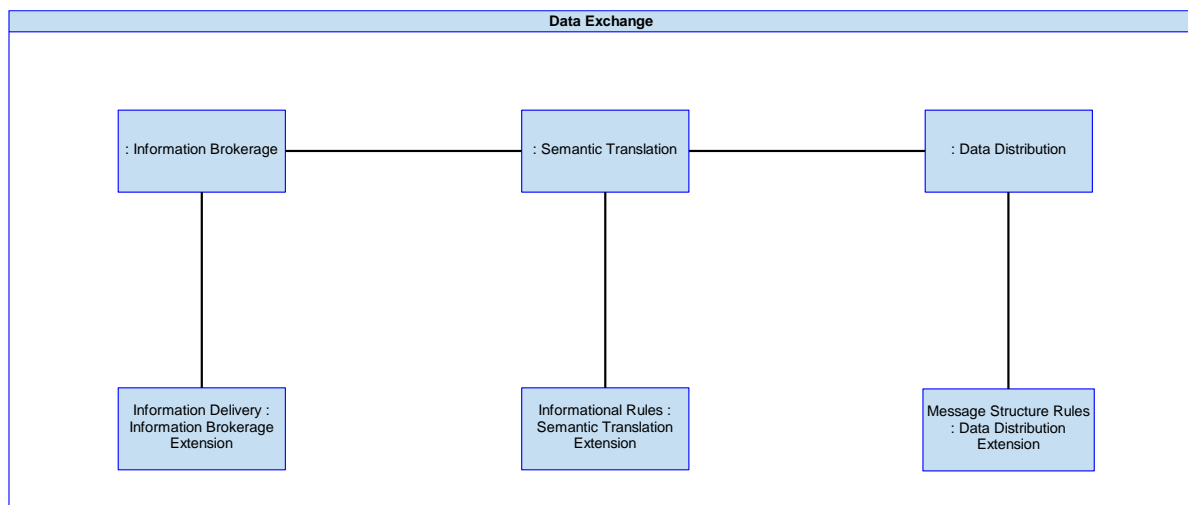 Data Exchange
: Information Brokerage
: Semantic Translation
: Data Distribution
Information Delivery :
Information Brokerage
Extension
Informational Rules :
Semantic Translation
Extension
Message Structure Rules
: Data Distribution
Extension